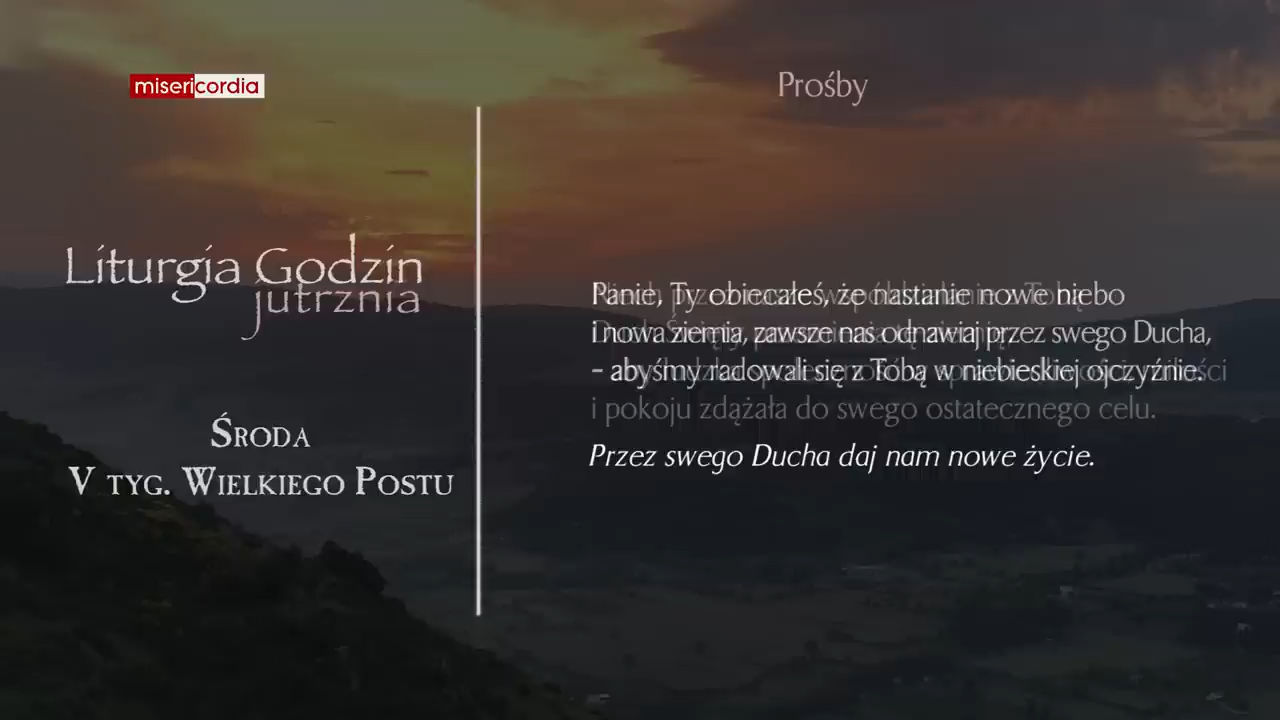 misericordia
Prośby
Liturgia Godzin
jutrznia
Środa
V tyg. Wielkiego Postu
Panie, Ty obiecałeś, że nastanie nowe niebo
i nowa ziemia, zawsze nas odnawiaj przez swego Ducha,
- abyśmy radowali się z Tobą w niebieskiej ojczyźnie.
i pokoju zdążała do swego ostatecznego celu.
Przez swego Ducha daj nam nowe życie.